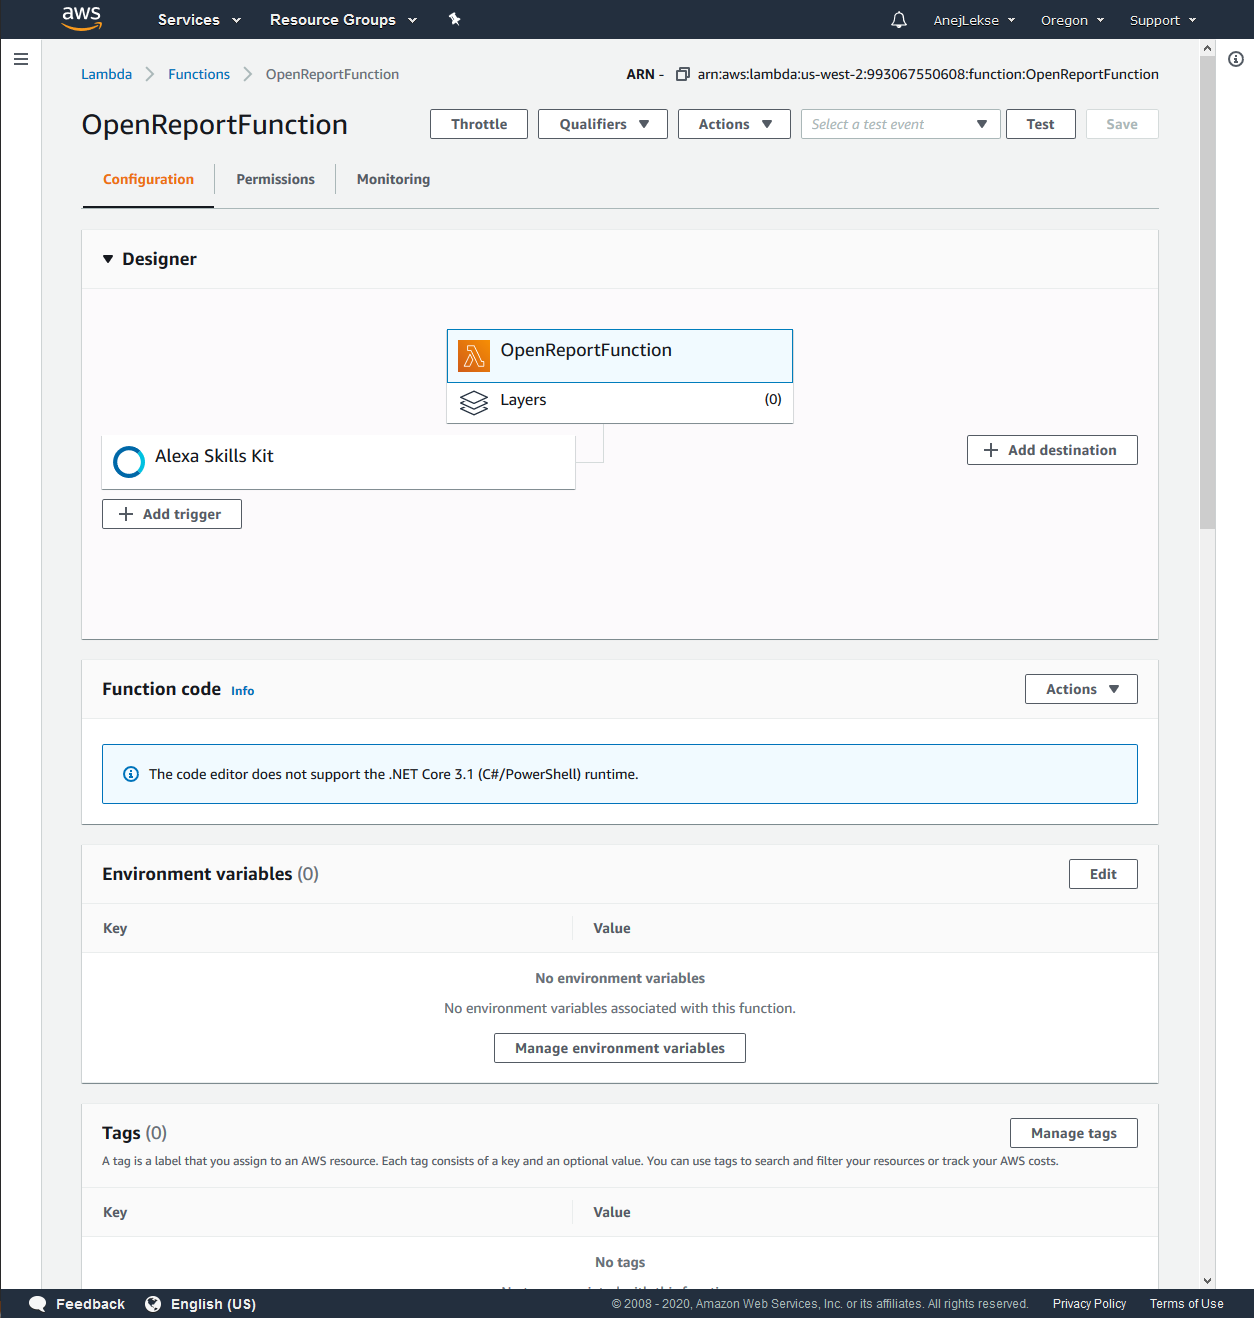 aws Services Resource Groups AnejLekse Oregon Support
Lambda Functions OpenReportFunction ARN - arn:aws:lambda:us-west-2:993067550608:function:OpenReportFunction
OpenReportFunction Throttle Qualifiers Actions Select a test event Test Save
Configuration Permissions Monitoring
Designer
OpenReportFunction
Layers (0)
Alexa Skills Kit
Add destination
Add trigger
Function code Info Actions
The code editor does not support the .NET Core 3.1 (C#/PowerShell) runtime.
Environment variables (0) Edit
Key Value
No environment variables
No environment variables associated with this function.
Manage environment variables
Tags (0) Manage tags
A tag is a label that you assign to an AWS resource. Each tag consists of a key and an optional value. You can use tags to search and filter your resources or track your AWS costs.
Key Value
No tags
Feedback English (US) © 2008 - 2020, Amazon Web Services, Inc. or its affiliates. All rights reserved. Privacy Policy Terms of Use